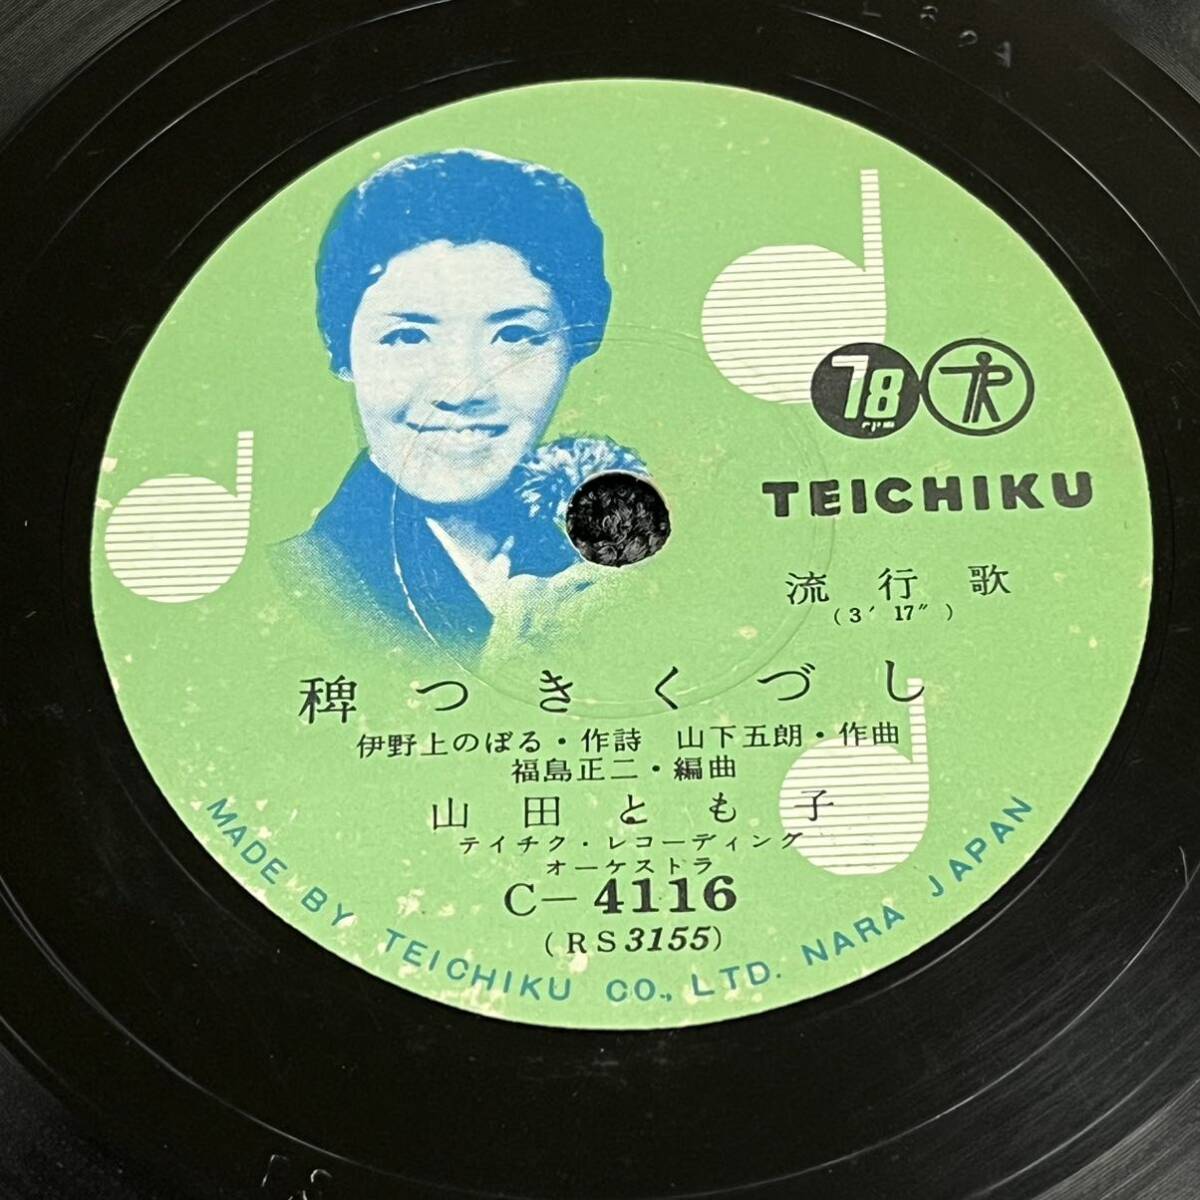 78
rpm
TR
TEICHIKU
流行歌
(3′ 17″)
稗つきくづし
伊野上のぼる・作詩 山下五朗・作曲
福島正二・編曲
山田とも子
テイチク・レコーディング
オーケストラ
C—4116
(RS3155)
MADE BY TEICHIKU CO., LTD. NARA JAPAN